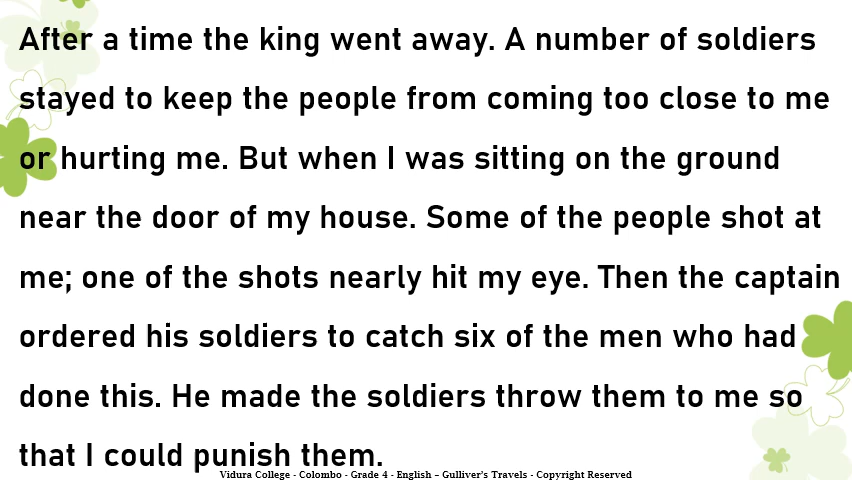 After a time the king went away. A number of soldiers
stayed to keep the people from coming too close to me
or hurting me. But when I was sitting on the ground
near the door of my house. Some of the people shot at
me; one of the shots nearly hit my eye. Then the captain
ordered his soldiers to catch six of the men who had
done this. He made the soldiers throw them to me so
that I could punish them.
Vidura College - Colombo - Grade 4 - English – Gulliver's Travels - Copyright Reserved